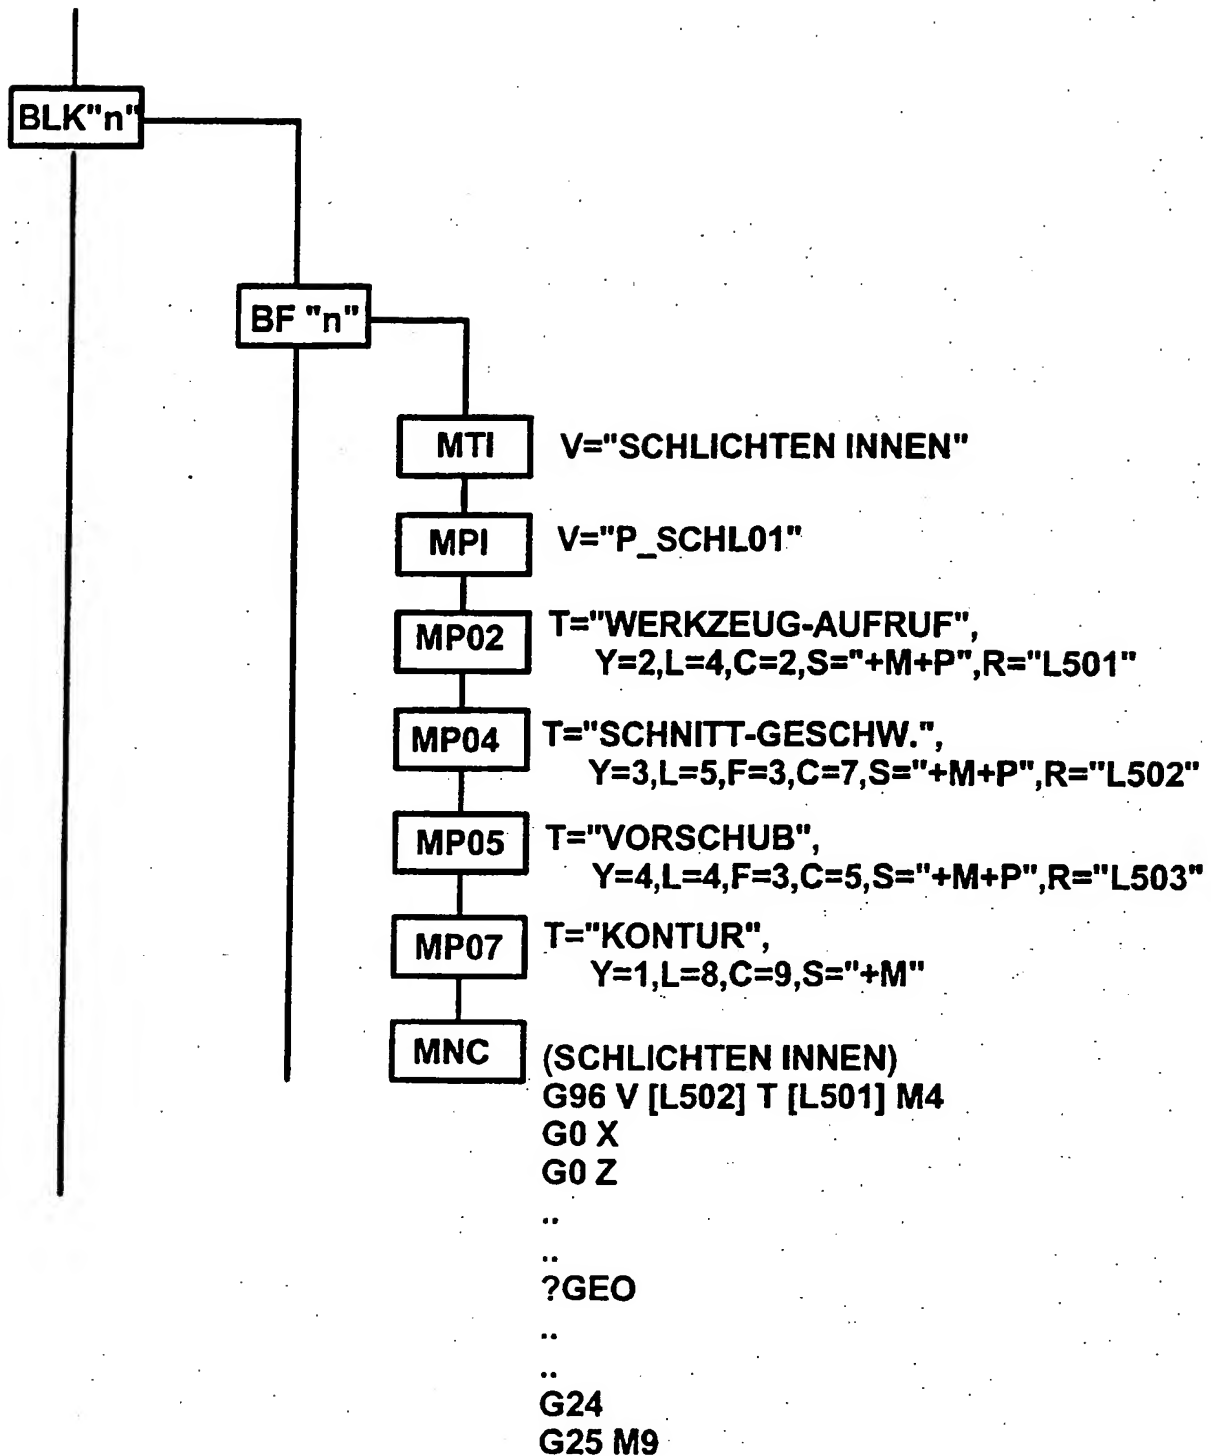 BLK"n"
BF "n"
MTI V="SCHLICHTEN INNEN"
MPI V="P_SCHL01"
MP02 T="WERKZEUG-AUFRUF",
Y=2,L=4,C=2,S="+M+P",R="L501"
MP04 T="SCHNITT-GESCHW.",
Y=3,L=5,F=3,C=7,S="+M+P",R="L502"
MP05 T="VORSCHUB",
Y=4,L=4,F=3,C=5,S="+M+P",R="L503"
MP07 T="KONTUR",
Y=1,L=8,C=9,S="+M"
MNC (SCHLICHTEN INNEN)
G96 V [L502] T [L501] M4
G0 X
G0 Z
..
..
?GEO
..
..
G24
G25 M9